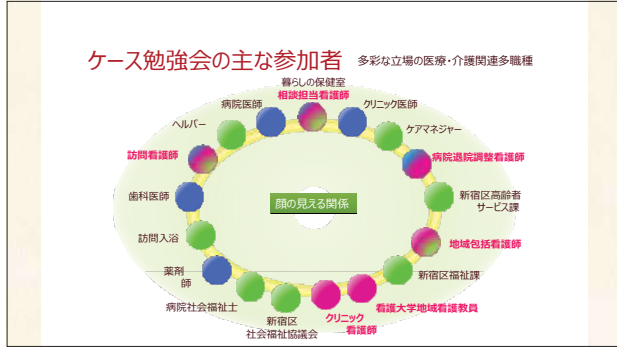 ケース勉強会の主な参加者
多彩な立場の医療・介護関連多職種
暮らしの保健室
相談担当看護師
病院医師
クリニック医師
ヘルパー
ケアマネジャー
訪問看護師
病院退院調整看護師
歯科医師
新宿区高齢者
サービス課
顔の見える関係
訪問入浴
地域包括看護師
薬剤
師
新宿区福祉課
病院社会福祉士
看護大学地域看護教員
新宿区
社会福祉協議会
クリニック
看護師